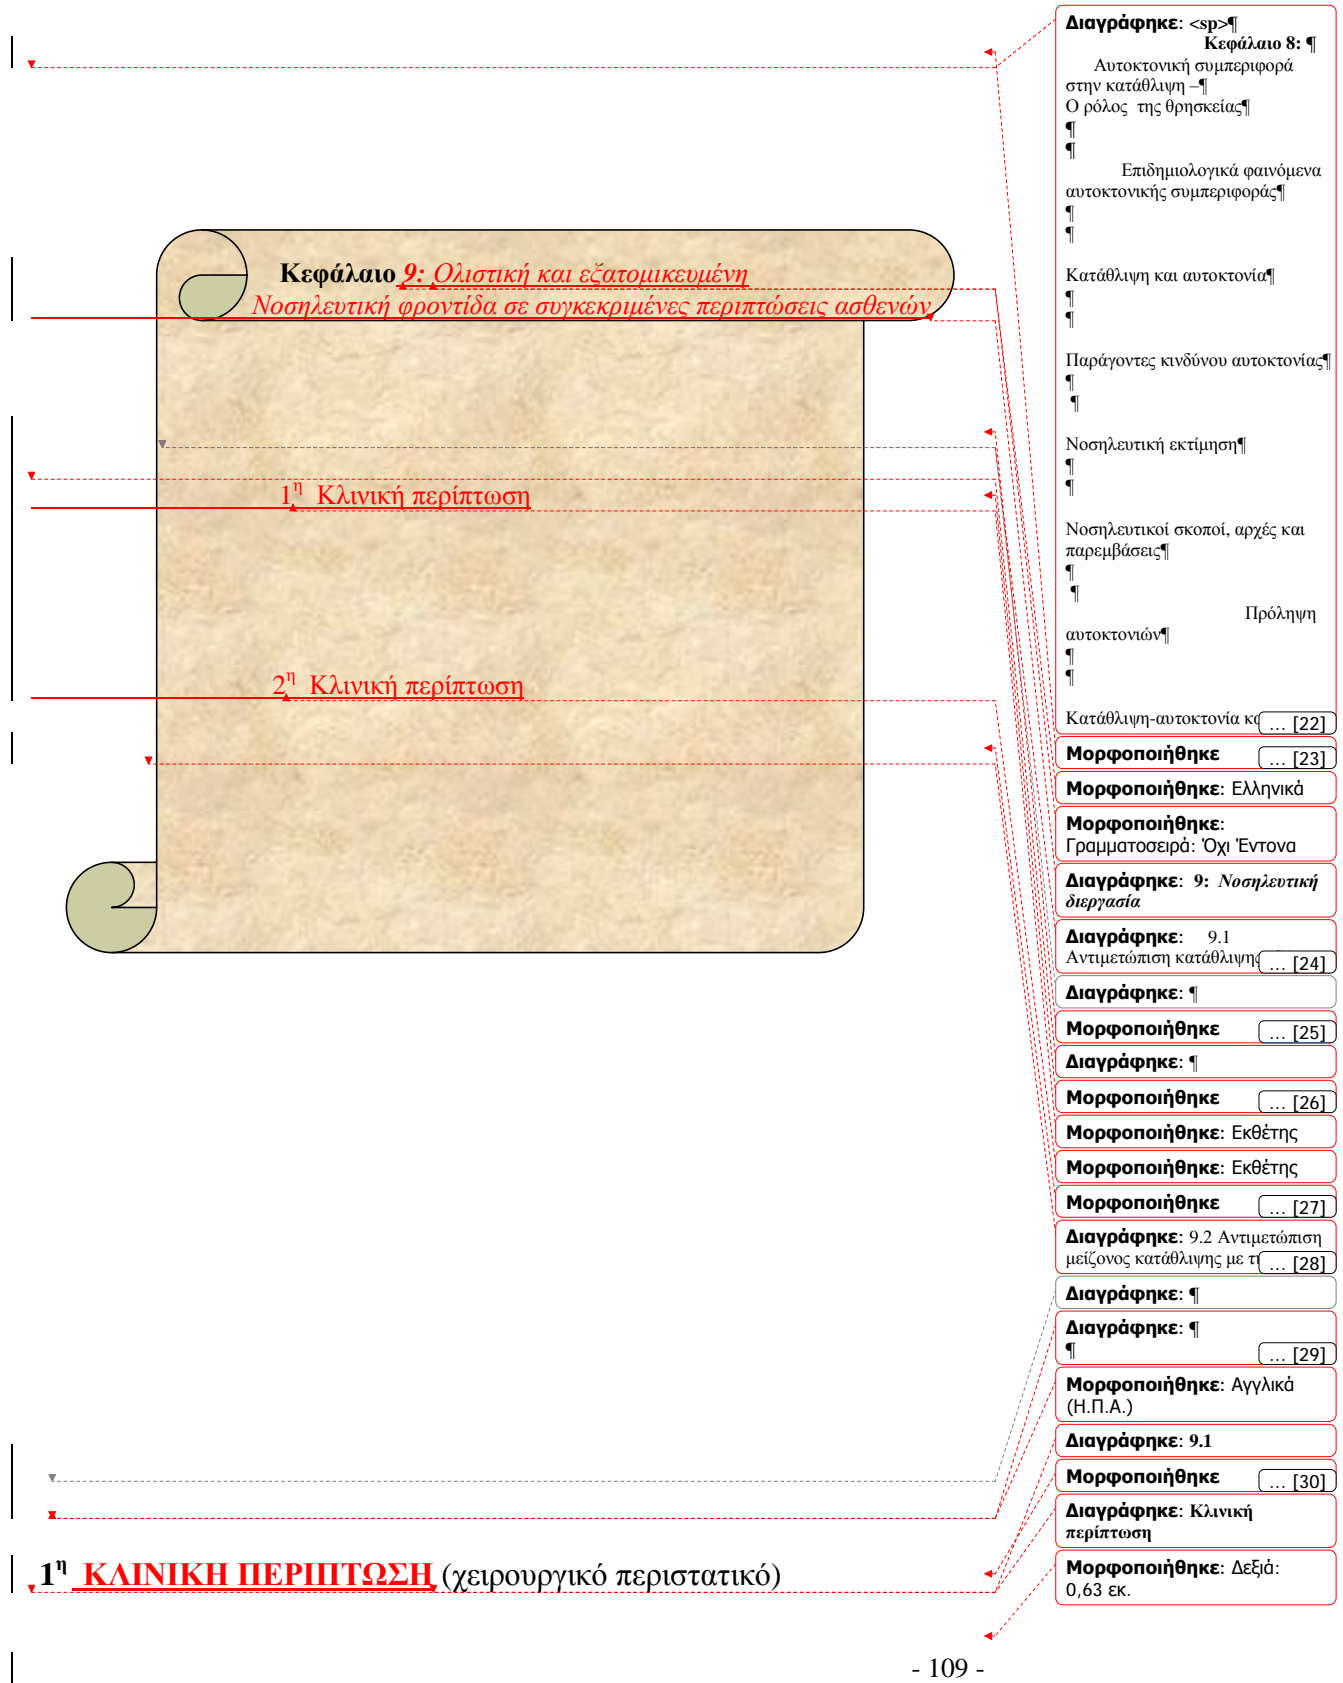 Κεφάλαιο 9: Ολιστική και εξατομικευμένη
Νοσηλευτική φροντίδα σε συγκεκριμένες περιπτώσεις ασθενών
1η Κλινική περίπτωση
2η Κλινική περίπτωση
1η ΚΛΙΝΙΚΗ ΠΕΡΙΠΤΩΣΗ (χειρουργικό περιστατικό)
- 109 -
Διαγράφηκε: <sp>¶
Κεφάλαιο 8: ¶
Αυτοκτονική συμπεριφορά
στην κατάθλιψη –¶
Ο ρόλος της θρησκείας¶
¶
¶
Επιδημιολογικά φαινόμενα
αυτοκτονικής συμπεριφοράς¶
¶
¶
Κατάθλιψη και αυτοκτονία¶
¶
¶
Παράγοντες κινδύνου αυτοκτονίας¶
¶
¶
Νοσηλευτική εκτίμηση¶
¶
¶
Νοσηλευτικοί σκοποί, αρχές και
παρεμβάσεις¶
¶
¶
Πρόληψη
αυτοκτονιών¶
¶
¶
Κατάθλιψη-αυτοκτονία ... [22]
Μορφοποιήθηκε ... [23]
Μορφοποιήθηκε: Ελληνικά
Μορφοποιήθηκε:
Γραμματοσειρά: Όχι Έντονα
Διαγράφηκε: 9: Νοσηλευτική
διεργασία
Διαγράφηκε: 9.1
Αντιμετώπιση κατάθλιψης ... [24]
Διαγράφηκε: ¶
Μορφοποιήθηκε ... [25]
Διαγράφηκε: ¶
Μορφοποιήθηκε ... [26]
Μορφοποιήθηκε: Εκθέτης
Μορφοποιήθηκε: Εκθέτης
Μορφοποιήθηκε ... [27]
Διαγράφηκε: 9.2 Αντιμετώπιση
μείζονος κατάθλιψης με ... [28]
Διαγράφηκε: ¶
Διαγράφηκε: ¶
¶ ... [29]
Μορφοποιήθηκε: Αγγλικά
(Η.Π.Α.)
Διαγράφηκε: 9.1
Μορφοποιήθηκε ... [30]
Διαγράφηκε: Κλινική
περίπτωση
Μορφοποιήθηκε: Δεξιά:
0,63 εκ.